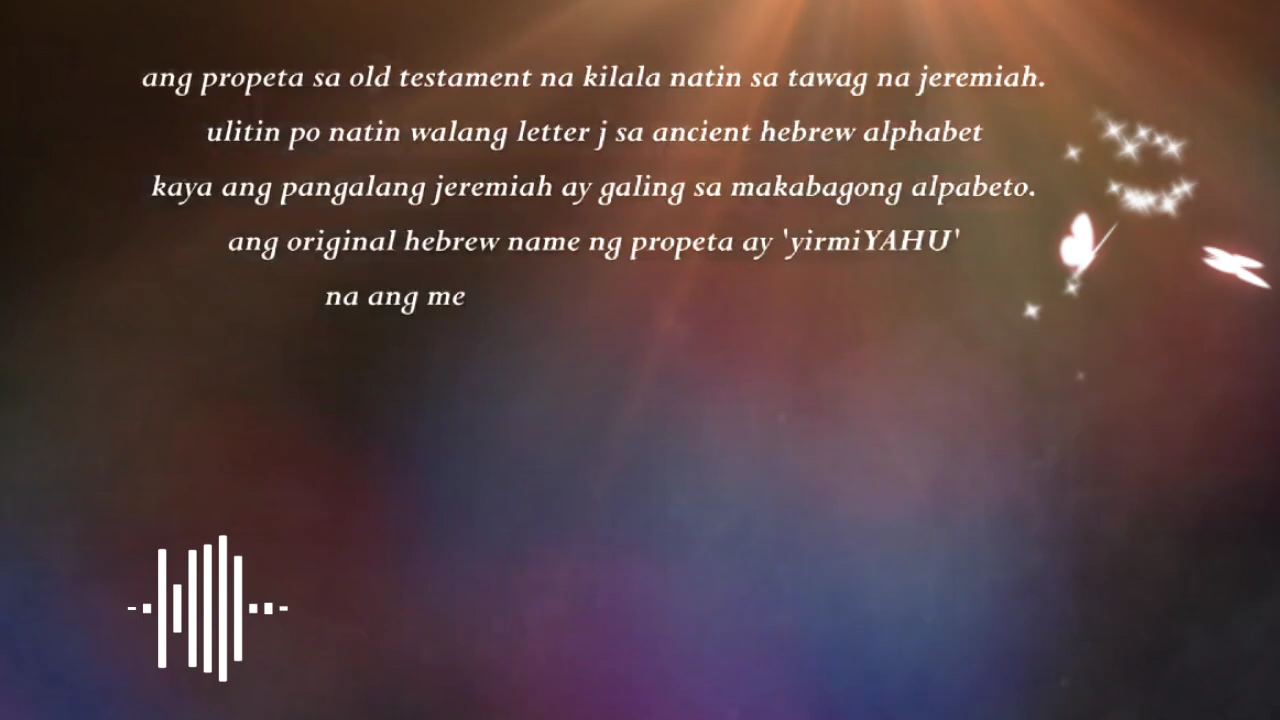 ang propeta sa old testament na kilala natin sa tawag na jeremiah.
ulitin po natin walang letter j sa ancient hebrew alphabet
kaya ang pangalang jeremiah ay galing sa makabagong alpabeto.
ang original hebrew name ng propeta ay 'yirmiYAHU'
na ang me